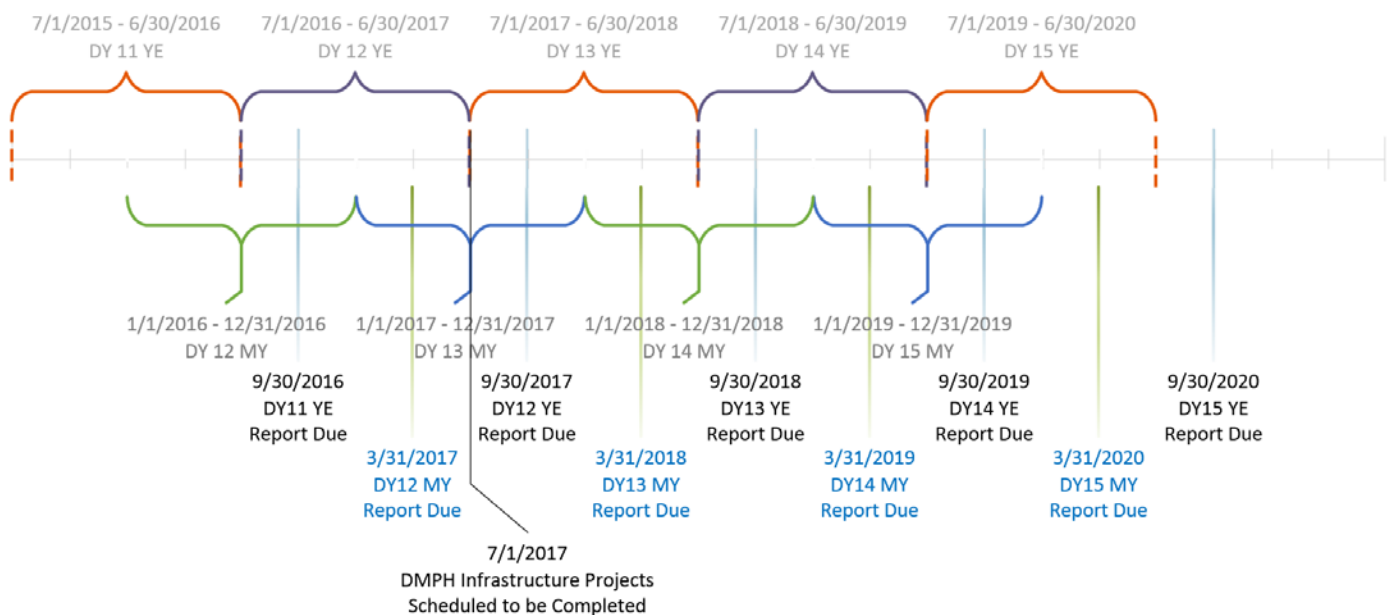 7/1/2015 - 6/30/2016
DY 11 YE
7/1/2016 - 6/30/2017
DY 12 YE
7/1/2017 - 6/30/2018
DY 13 YE
7/1/2018 - 6/30/2019
DY 14 YE
7/1/2019 - 6/30/2020
DY 15 YE
1/1/2016 - 12/31/2016
DY 12 MY
1/1/2017 - 12/31/2017
DY 13 MY
1/1/2018 - 12/31/2018
DY 14 MY
1/1/2019 - 12/31/2019
DY 15 MY
9/30/2016
DY11 YE
Report Due
9/30/2017
DY12 YE
Report Due
9/30/2018
DY13 YE
Report Due
9/30/2019
DY14 YE
Report Due
9/30/2020
DY15 YE
Report Due
3/31/2017
DY12 MY
Report Due
3/31/2018
DY13 MY
Report Due
3/31/2019
DY14 MY
Report Due
3/31/2020
DY15 MY
Report Due
7/1/2017
DMPH Infrastructure Projects
Scheduled to be Completed